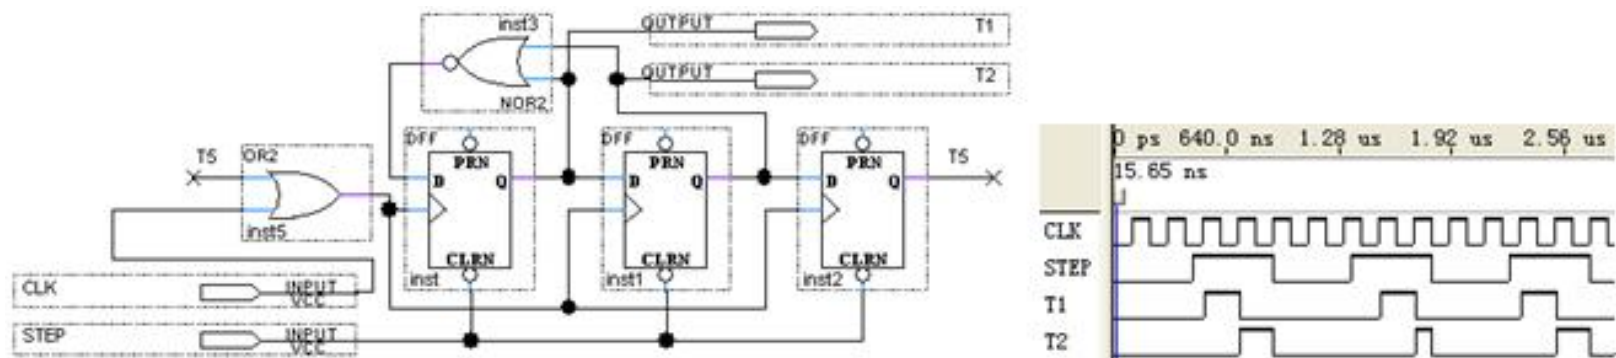 inst3
OUTPUT
T1
OUTPUT
T2
NOR2
T5
OR2
inst5
DFF
PRN
D
Q
CLRN
inst
DFF
PRN
D
Q
CLRN
inst1
DFF
PRN
D
Q
CLRN
inst2
T5
CLK
INPUT
VCC
STEP
INPUT
VCC
0 ps 640.0 ns 1.28 us 1.92 us 2.56 us
15.65 ns
CLK
STEP
T1
T2